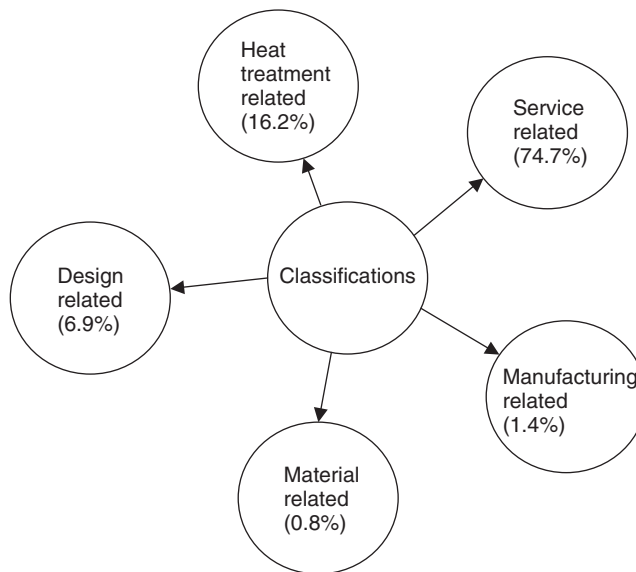 Heat
treatment
related
(16.2%)
Service
related
(74.7%)
Classifications
Design
related
(6.9%)
Manufacturing
related
(1.4%)
Material
related
(0.8%)